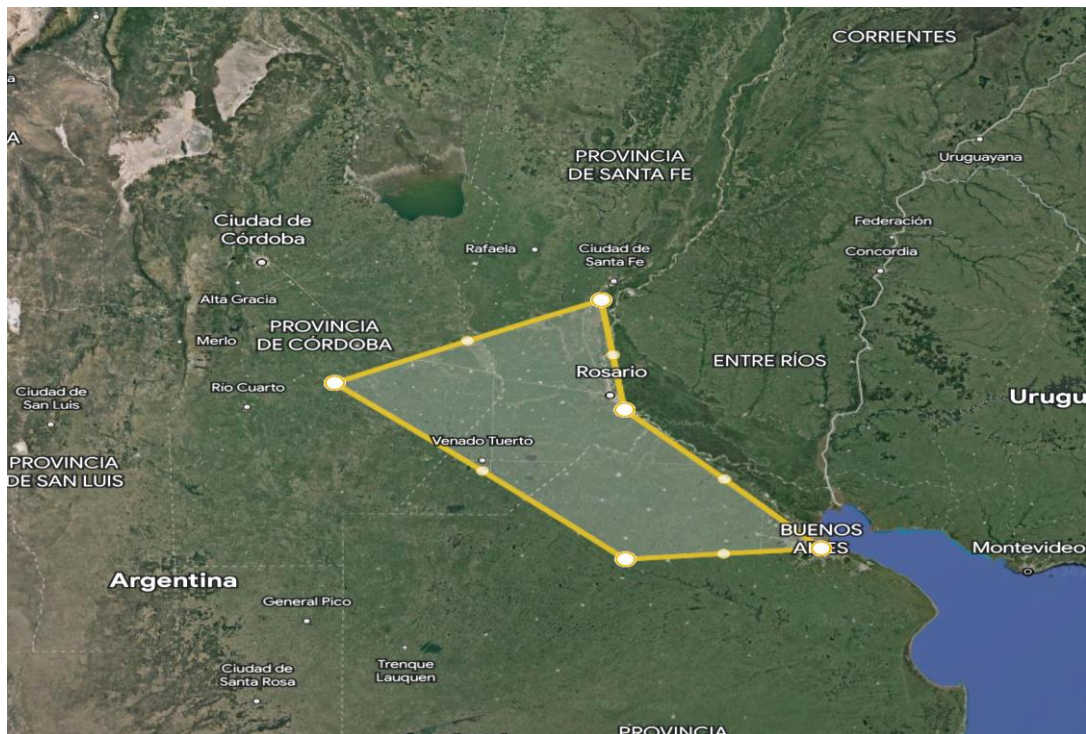 CORRIENTES
a
A
PROVINCIA
DE SANTA FE
Uruguayana
Ciudad de
Córdoba
Federación
Rafaela
Ciudad de
Santa Fe
Concordia
Alta Gracia
PROVINCIA
DE CÓRDOBA
Merlo
ENTRE RÍOS
Rosario
Río Cuarto
Ciudad de
San Luis
Urugu
Venado Tuerto
PROVINCIA
DE SAN LUIS
BUENOS
Montevideo
Argentina
General Pico
Trenque
Lauquen
Ciudad de
Santa Rosa
PROVINCIA